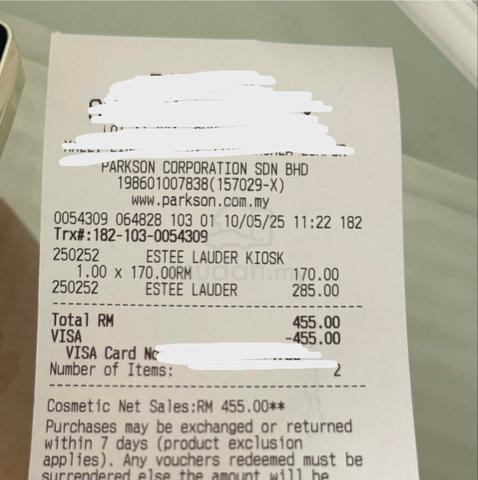 PARKSON CORPORATION SDN BHD
198601007838(157029-X)
www.parkson.com.my
0054309 064828 103 01 10/05/25 11:22 182
Trx#:182-103-0054309
250252 ESTEE LAUDER KIOSK
1.00 x 170.00RM 170.00
250252 ESTEE LAUDER 285.00
Total RM 455.00
VISA -455.00
VISA Card No
Number of Items: 2
Cosmetic Net Sales:RM 455.00**
Purchases may be exchanged or returned
within 7 days (product exclusion
applies). Any vouchers redeemed must be
surrendered else the amount will be
mudah.my